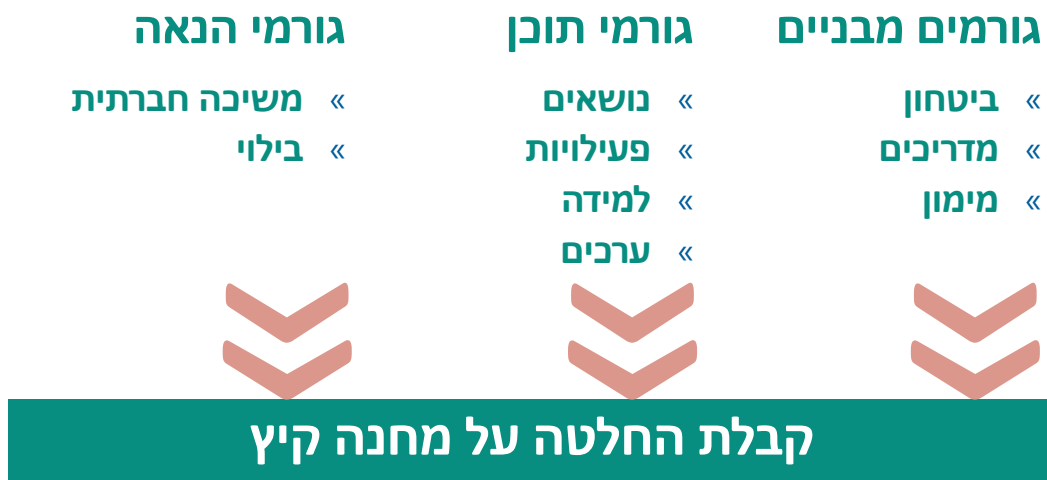 גורמים מבניים
» ביטחון
» מדריכים
» מימון
גורמי תוכן
» נושאים
» פעילויות
» למידה
» ערכים
גורמי הנאה
» משיכה חברתית
» בילוי
קבלת החלטה על מחנה קיץ